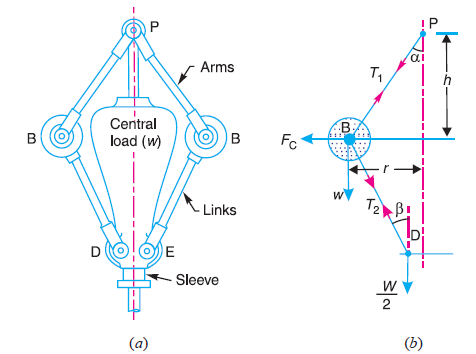 P
Arms
B
Central
load (w)
B
Links
D
E
Sleeve
(a)
P
α
T1
h
FC
B
r
w
T2
β
D
W
2
(b)